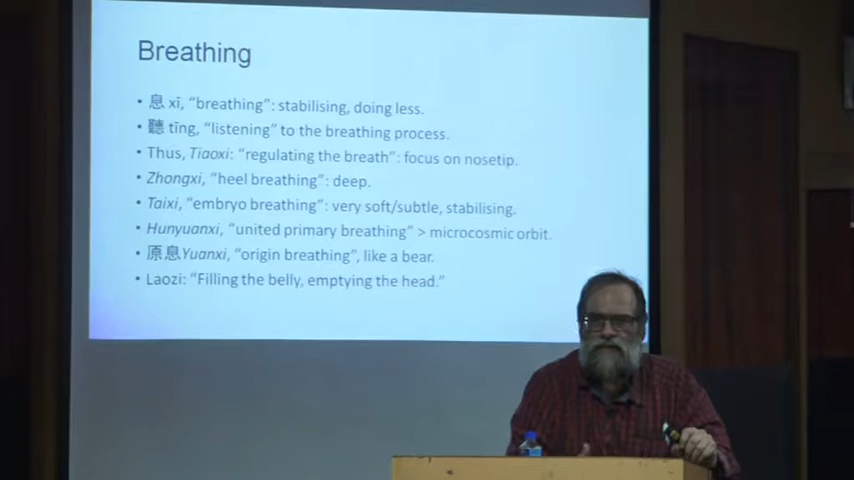 Breathing
• 息 xī, “breathing”: stabilising, doing less.
• 聽 tīng, “listening” to the breathing process.
• Thus, Tiaoxi: “regulating the breath”: focus on nosetip.
• Zhongxi, “heel breathing”: deep.
• Taixi, “embryo breathing”: very soft/subtle, stabilising.
• Hunyuanxi, “united primary breathing” > microcosmic orbit.
• 原息Yuanxi, “origin breathing”, like a bear.
• Laozi: “Filling the belly, emptying the head.”